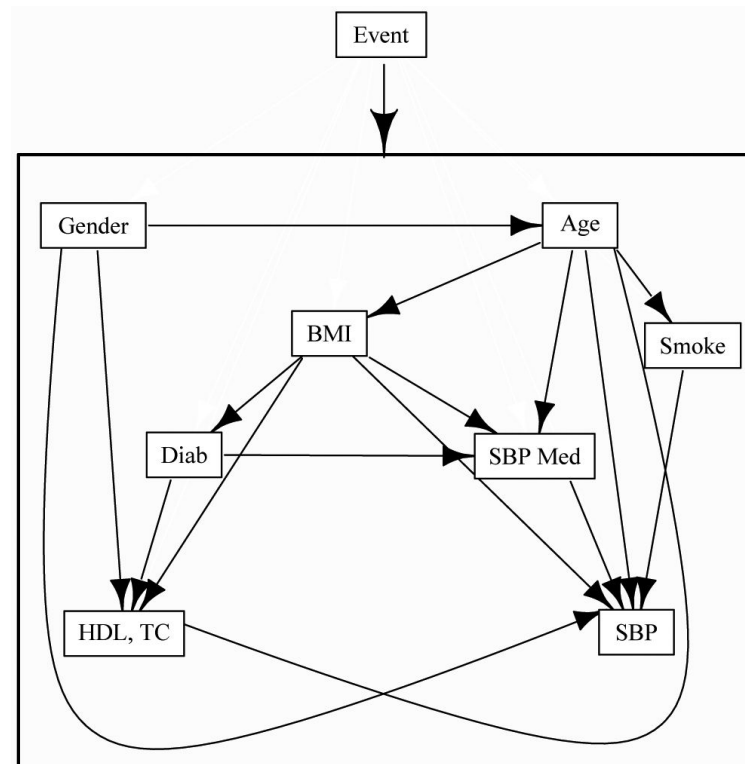 Event
Gender
Age
BMI
Smoke
Diab
SBP Med
HDL, TC
SBP